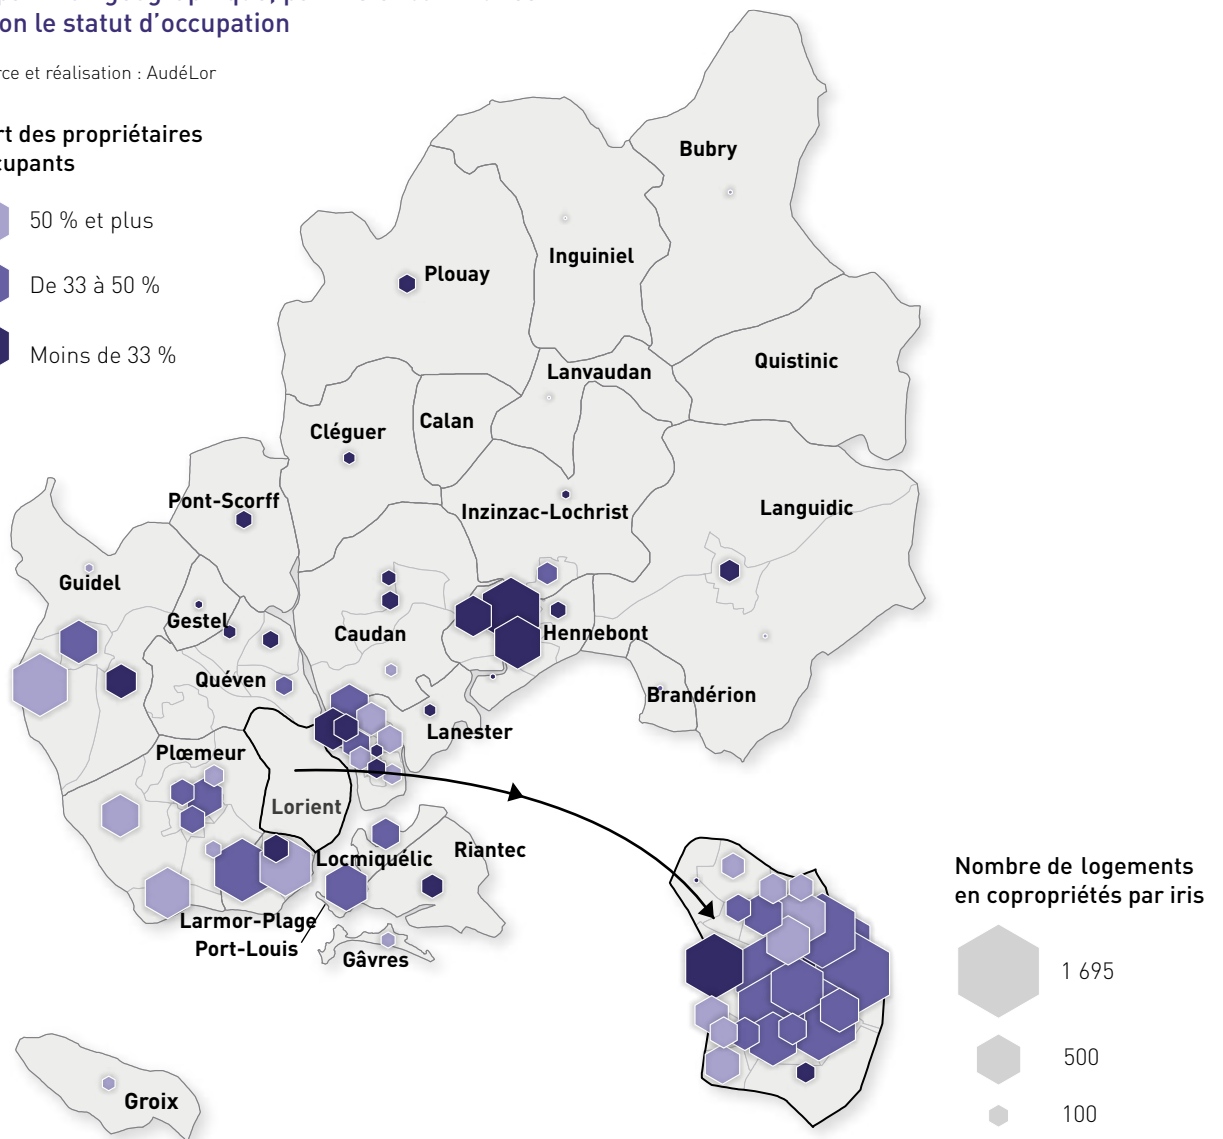 on le statut d’occupation
rce et réalisation : AudéLor
rt des propriétaires
cupants
50 % et plus
De 33 à 50 %
Moins de 33 %
Bubry
Inguiniel
Plouay
Quistinic
Lanvaudan
Calan
Cléguer
Pont-Scorff
Inzinzac-Lochrist
Languidic
Guidel
Gestel
Caudan
Hennebont
Quéven
Brandérion
Lanester
Plœmeur
Lorient
Locmiquélic
Riantec
Larmor-Plage
Port-Louis
Gâvres
Groix
Nombre de logements
en copropriétés par iris
1 695
500
100